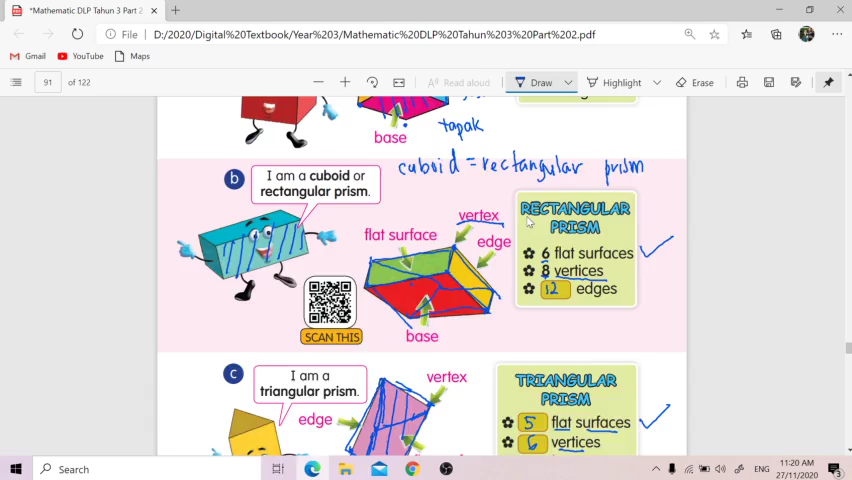 *Mathematic DLP Tahun 3 Part 2
File
D:/2020/Digital%20Textbook/Year%203/Mathematic%20DLP%20Tahun%203%20Part%202.pdf
Gmail
YouTube
Maps
91
of 122
Read aloud
Draw
Highlight
Erase
base
tapak
cuboid = rectangular prism
b
I am a cuboid or
rectangular prism.
flat surface
vertex
edge
base
SCAN THIS
RECTANGULAR
PRISM
6 flat surfaces
8 vertices
12 edges
c
I am a
triangular prism.
vertex
edge
TRIANGULAR
PRISM
5 flat surfaces
6 vertices
Search
ENG
11:20 AM
27/11/2020
3